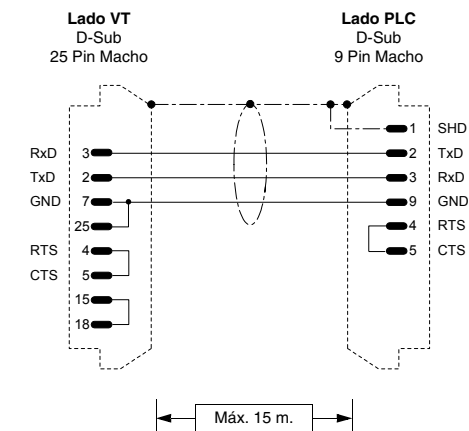 Lado VT
D-Sub
25 Pin Macho
Lado PLC
D-Sub
9 Pin Macho
1 SHD
RxD 3
2 TxD
TxD 2
3 RxD
GND 7
9 GND
25
4 RTS
RTS 4
5 CTS
CTS 5
15
18
Máx. 15 m.